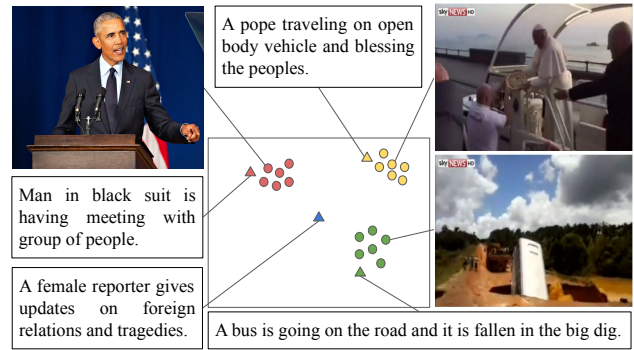 A pope traveling on open
body vehicle and blessing
the peoples.
sky NEWS HD
sky NEWS HD
Man in black suit is
having meeting with
group of people.
A female reporter gives
updates on foreign
relations and tragedies.
A bus is going on the road and it is fallen in the big dig.